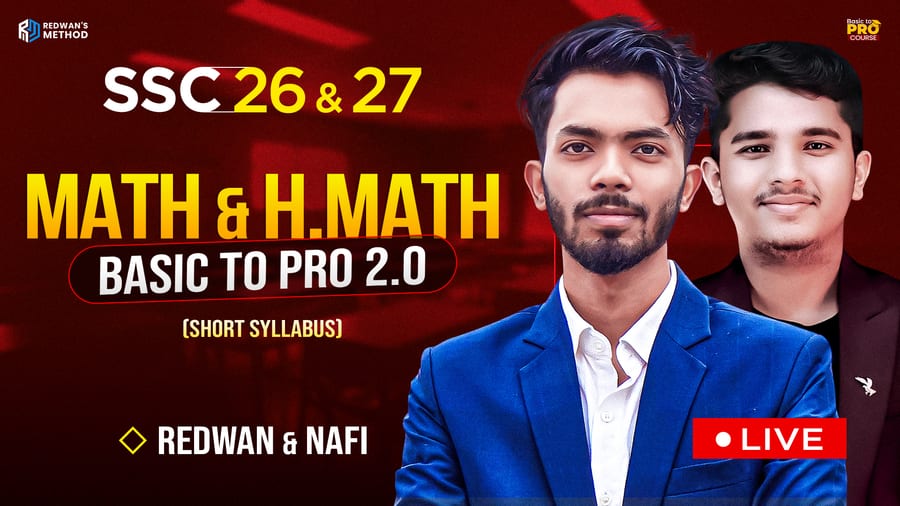 REDWAN'S
METHOD
Basic to
PRO
COURSE
SSC 26 & 27
MATH & H.MATH
BASIC TO PRO 2.0
(SHORT SYLLABUS)
REDWAN & NAFI
LIVE